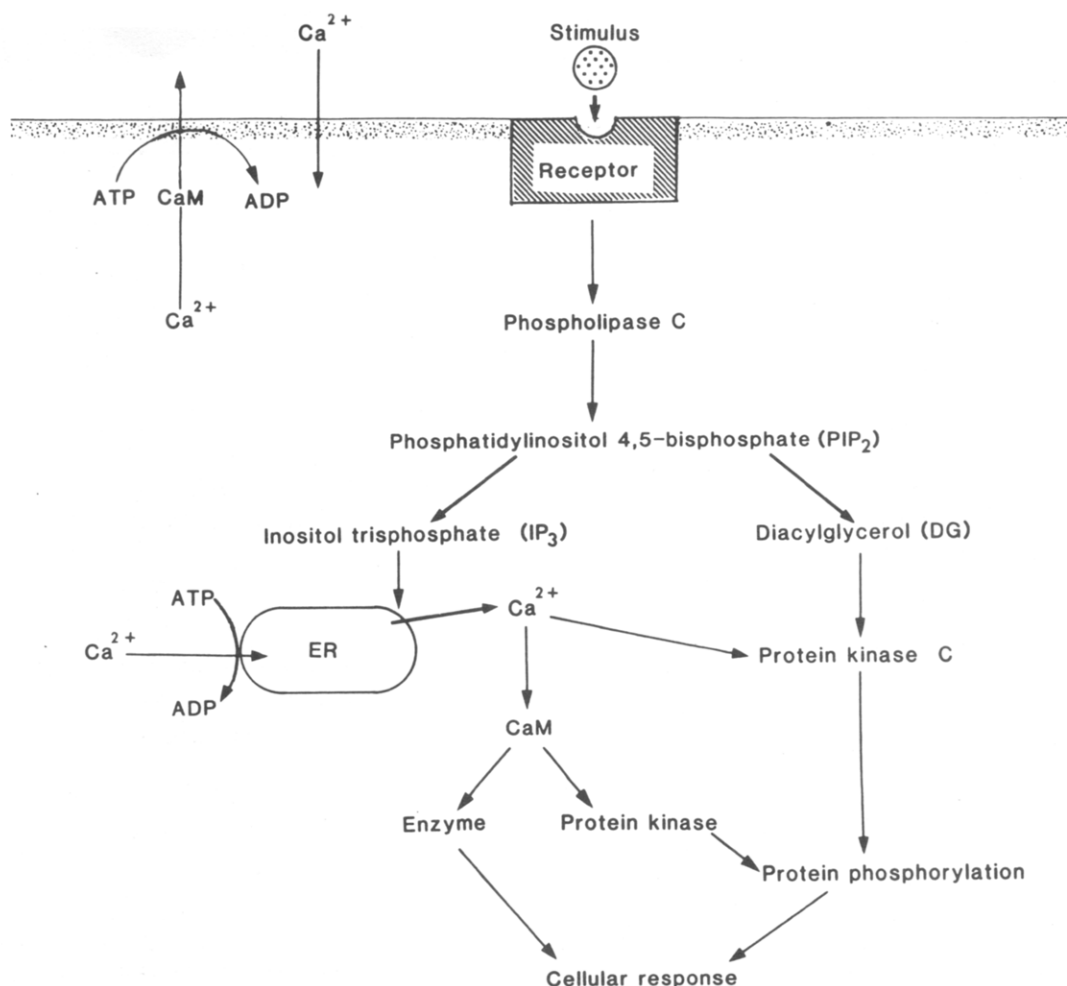 Ca2+
Stimulus
Receptor
ATP CaM ADP
Ca2+
Phospholipase C
Phosphatidylinositol 4,5-bisphosphate (PIP2)
Inositol trisphosphate (IP3)
Diacylglycerol (DG)
ATP
Ca2+
Ca2+
ER
Protein kinase C
ADP
CaM
Enzyme
Protein kinase
Protein phosphorylation
Cellular response